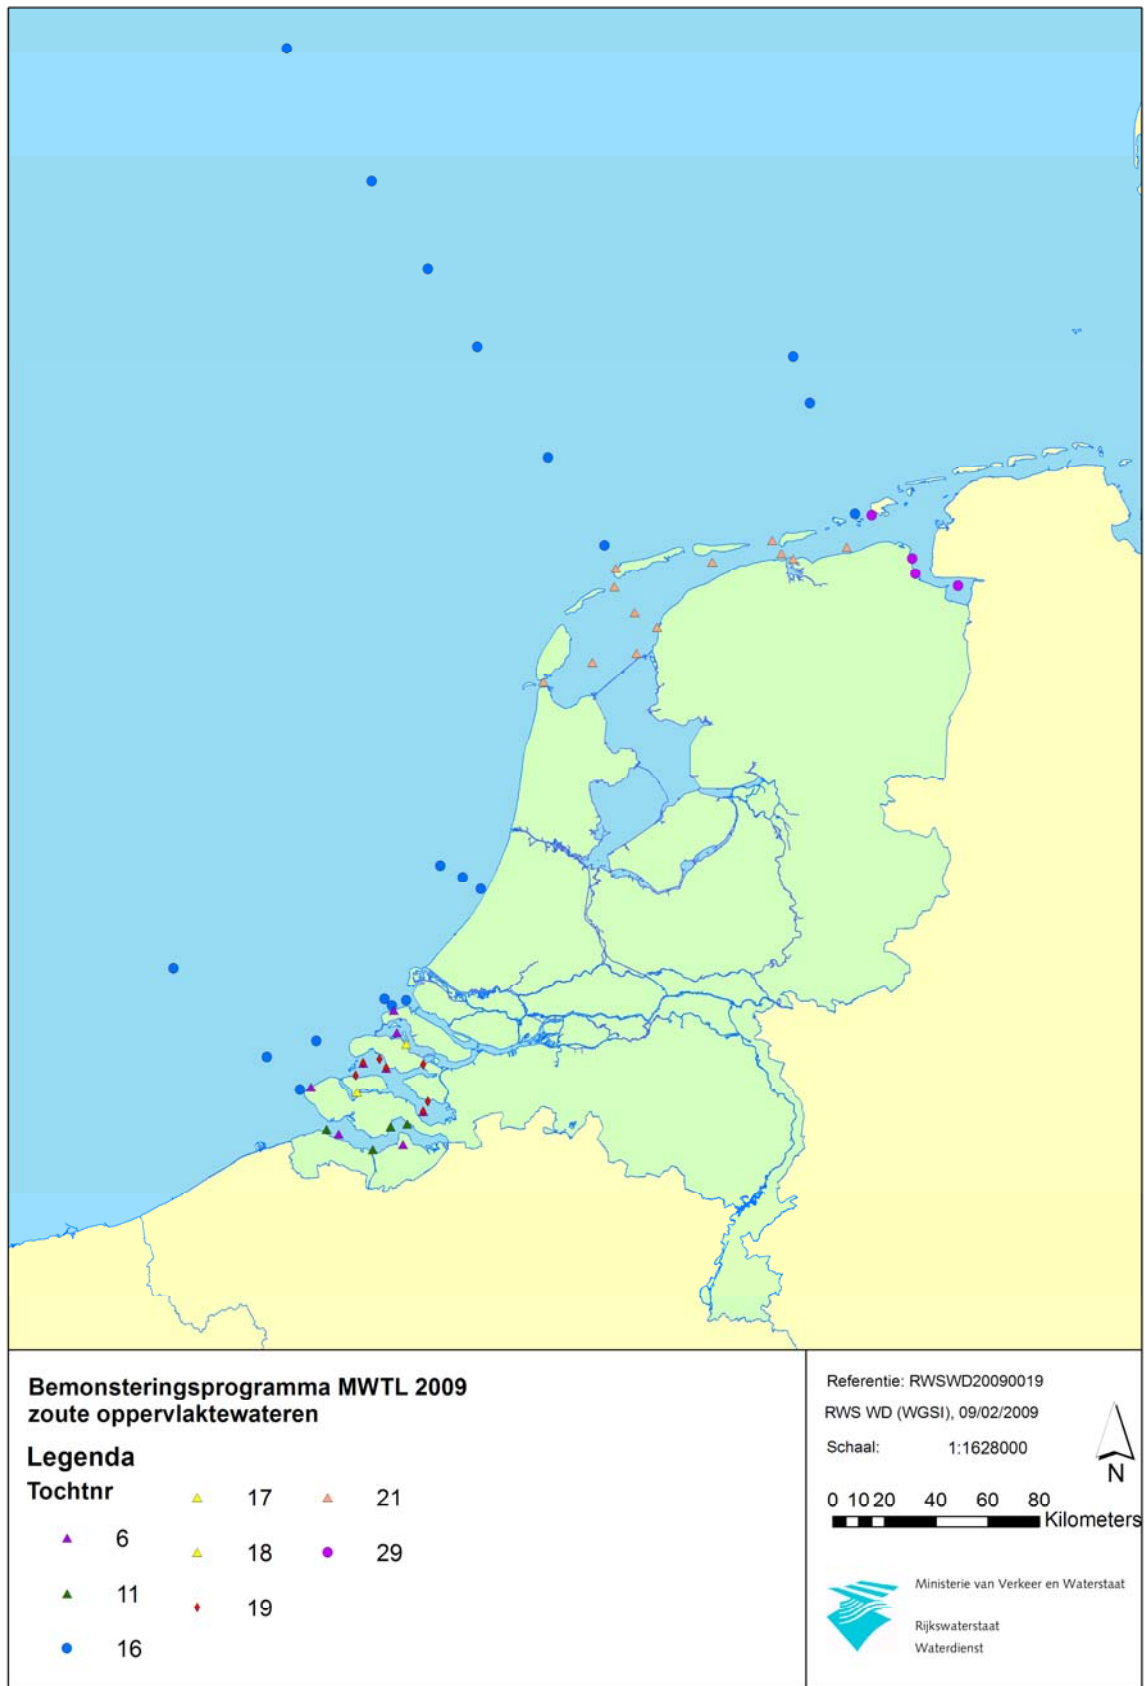 Bemonsteringsprogramma MWTL 2009
zoute oppervlaktewateren
Legenda
Tochtnr
6
11
16
17
18
19
21
29
Referentie: RWSWD20090019
RWS WD (WGSI), 09/02/2009
Schaal: 1:1628000
N
0 10 20 40 60 80
Kilometers
Ministerie van Verkeer en Waterstaat
Rijkswaterstaat
Waterdienst